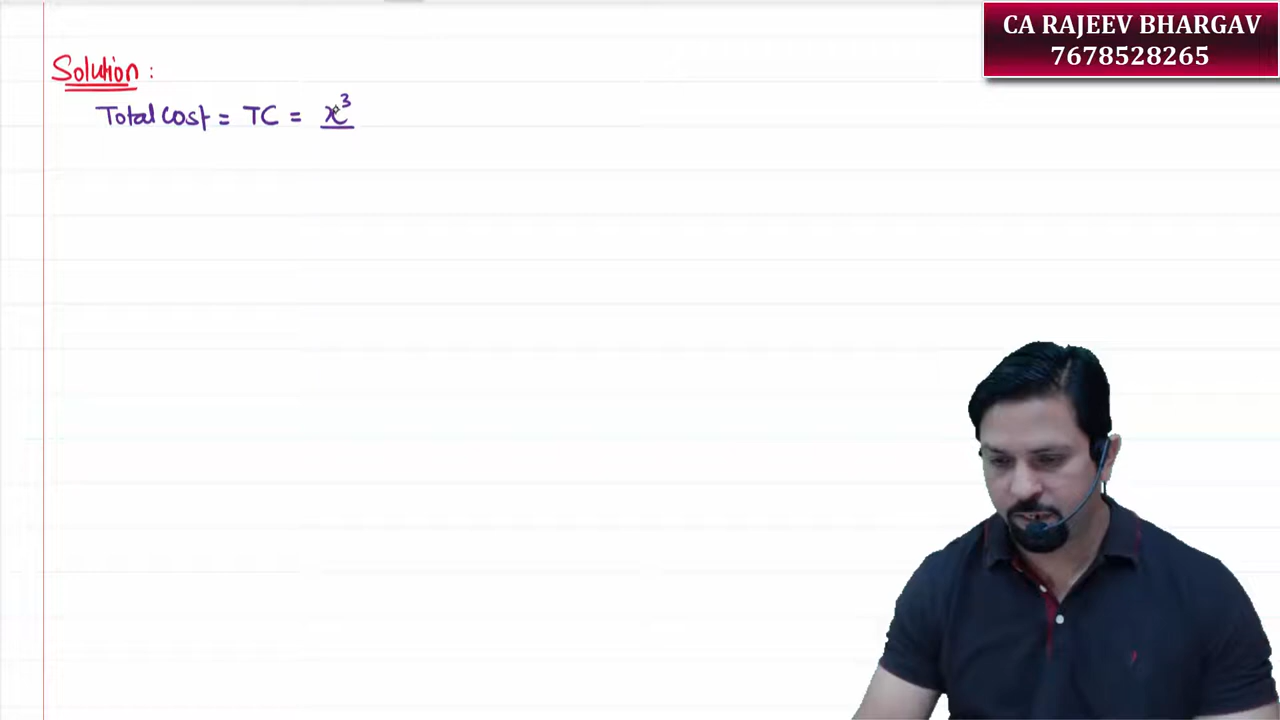 CA RAJEEV BHARGAV
7678528265
Solution :
Total cost = TC = x³